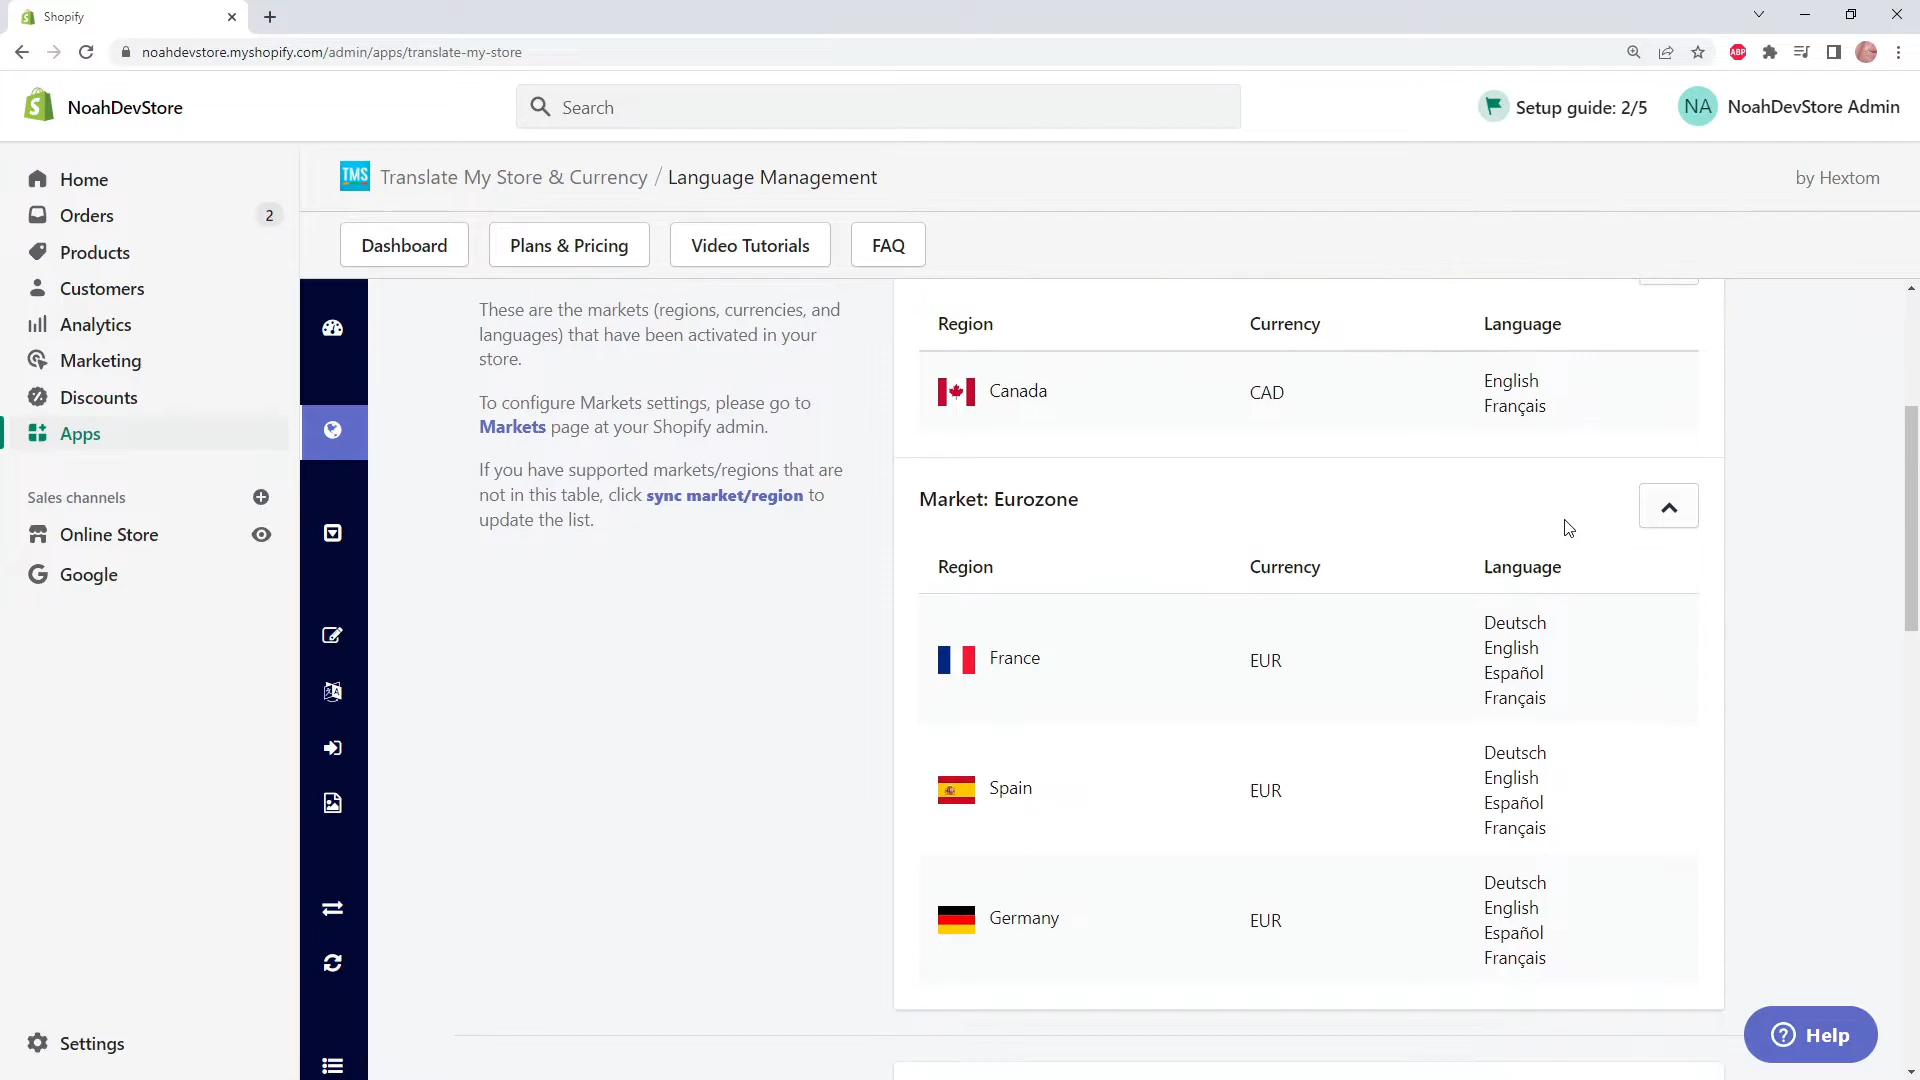 Shopify
noahdevstore.myshopify.com/admin/apps/translate-my-store
ABP
NoahDevStore
Search
Setup guide: 2/5
NA
NoahDevStore Admin
Home
Orders
2
Products
Customers
Analytics
Marketing
Discounts
Apps
Sales channels
Online Store
Google
Settings
TMS
Translate My Store & Currency / Language Management
by Hextom
Dashboard
Plans & Pricing
Video Tutorials
FAQ
These are the markets (regions, currencies, and
languages) that have been activated in your
store.
To configure Markets settings, please go to
Markets page at your Shopify admin.
If you have supported markets/regions that are
not in this table, click sync market/region to
update the list.
Region Currency Language
Canada CAD English
Français
Market: Eurozone
Region Currency Language
France EUR Deutsch
English
Español
Français
Spain EUR Deutsch
English
Español
Français
Germany EUR Deutsch
English
Español
Français
Help